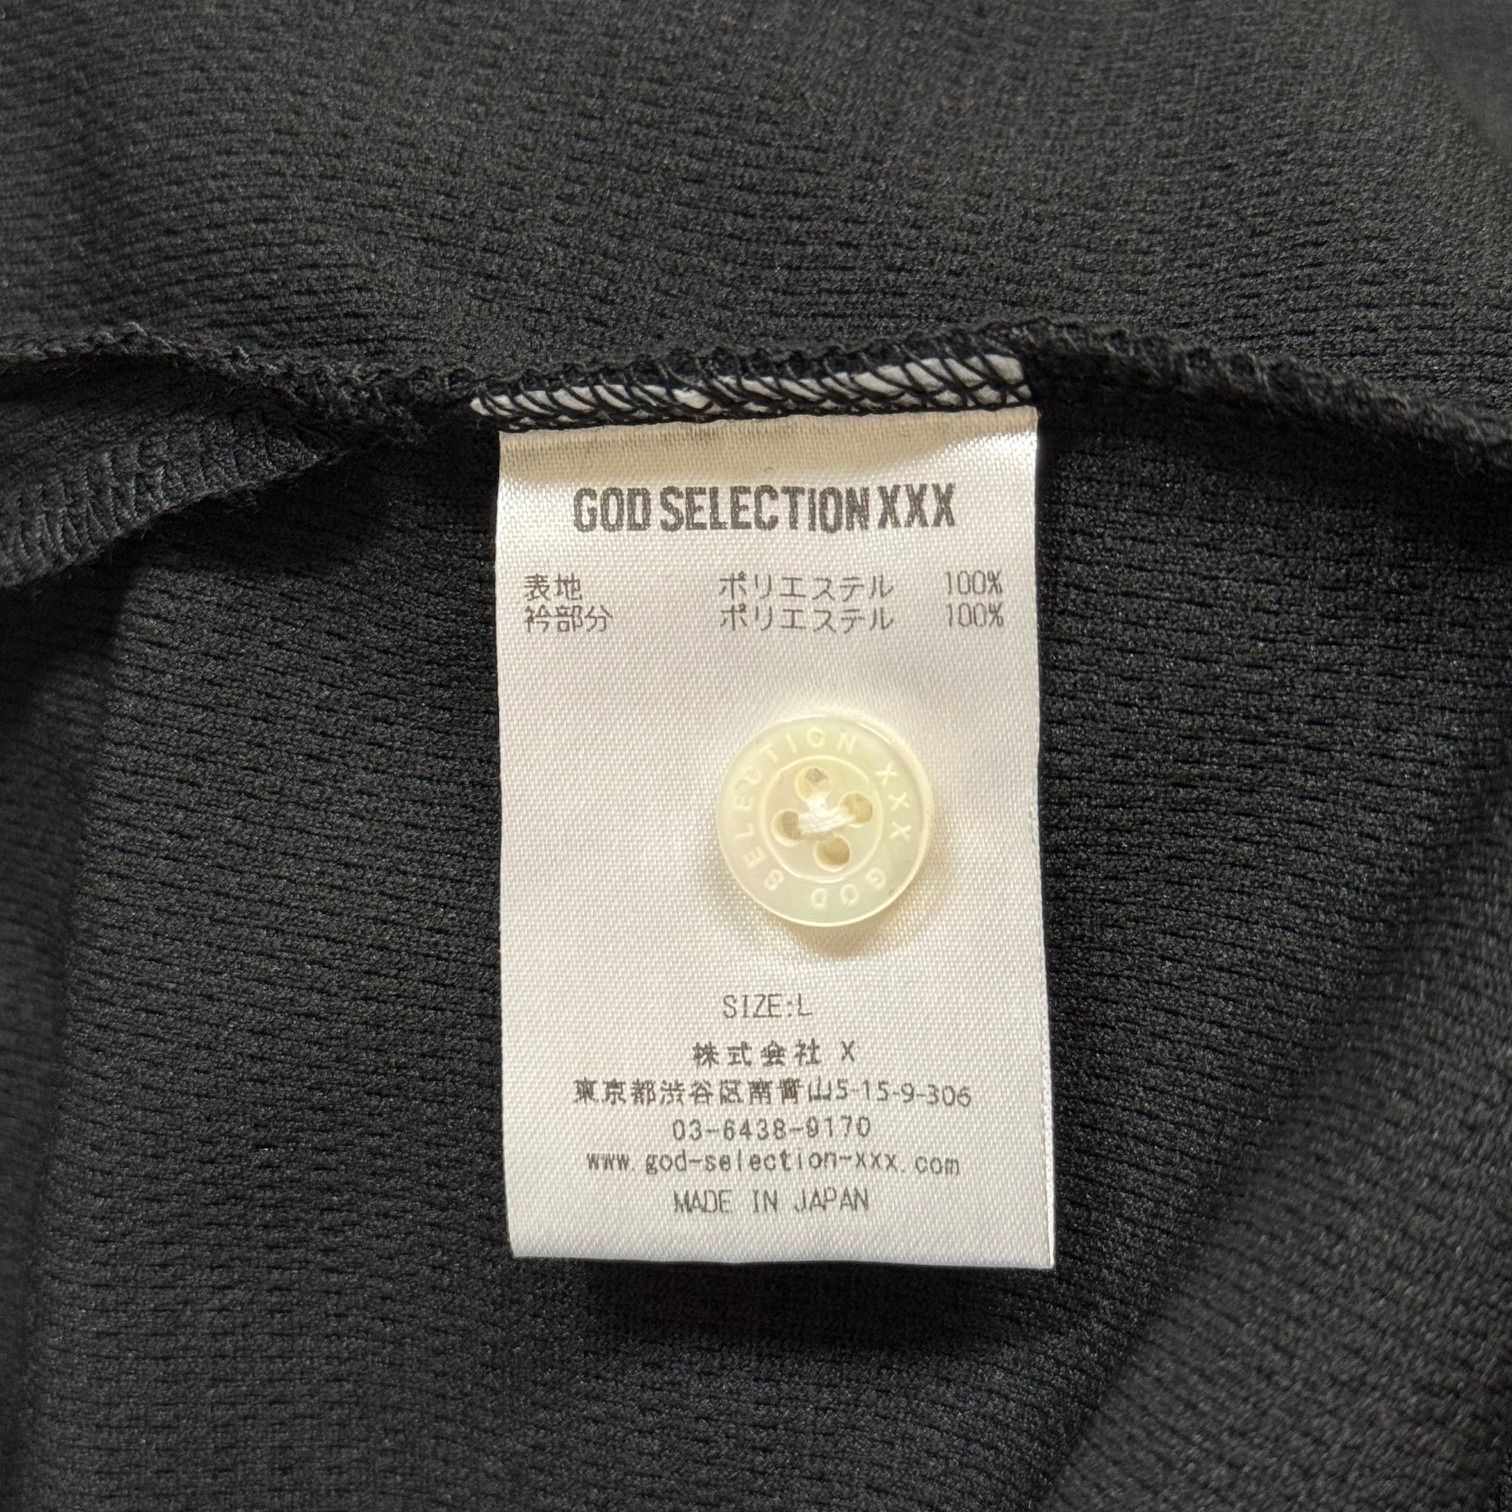 GOD SELECTION XXX
表地 ポリエステル 100%
衿部分 ポリエステル 100%
GOD SELECTION XXX
SIZE:L
株式会社 X
東京都渋谷区南青山5-15-9-306
03-6438-9170
www.god-selection-xxx.com
MADE IN JAPAN